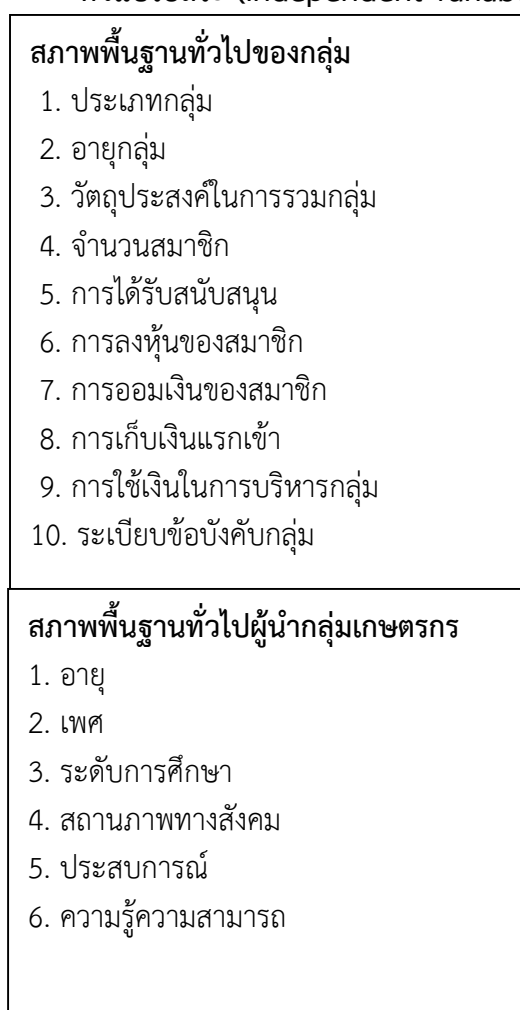 สภาพพื้นฐานทั่วไปของกลุ่ม
1. ประเภทกลุ่ม
2. อายุกลุ่ม
3. วัตถุประสงค์ในการรวมกลุ่ม
4. จำนวนสมาชิก
5. การได้รับสนับสนุน
6. การลงหุ้นของสมาชิก
7. การออมเงินของสมาชิก
8. การเก็บเงินแรกเข้า
9. การใช้เงินในการบริหารกลุ่ม
10. ระเบียบข้อบังคับกลุ่ม
สภาพพื้นฐานทั่วไปผู้นำกลุ่มเกษตรกร
1. อายุ
2. เพศ
3. ระดับการศึกษา
4. สถานภาพทางสังคม
5. ประสบการณ์
6. ความรู้ความสามารถ